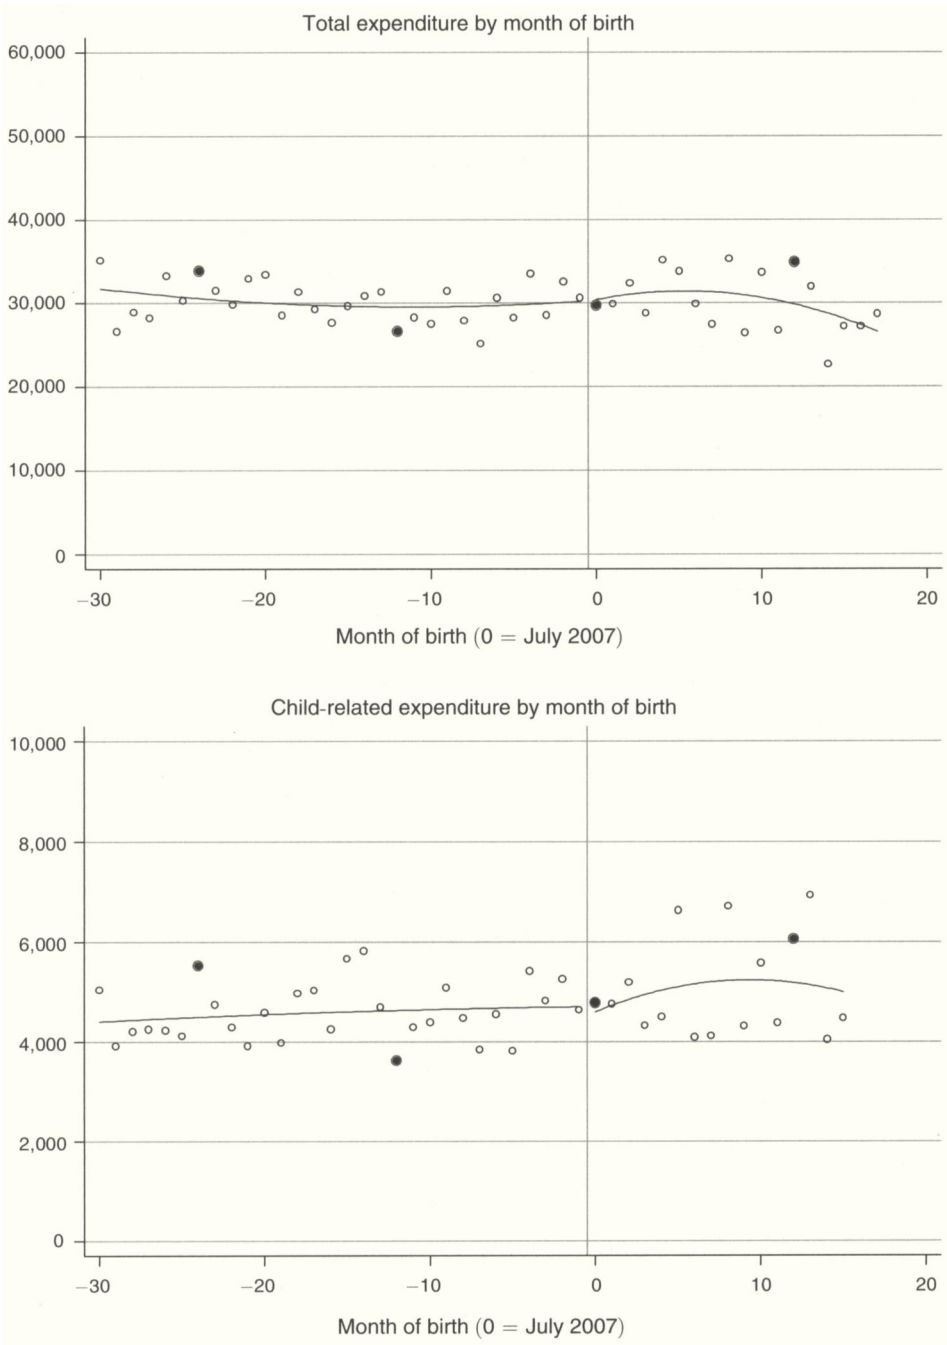 Total expenditure by month of birth
60,000
50,000
40,000
30,000
20,000
10,000
0
−30 −20 −10 0 10 20
Month of birth (0 = July 2007)
Child-related expenditure by month of birth
10,000
8,000
6,000
4,000
2,000
0
−30 −20 −10 0 10 20
Month of birth (0 = July 2007)